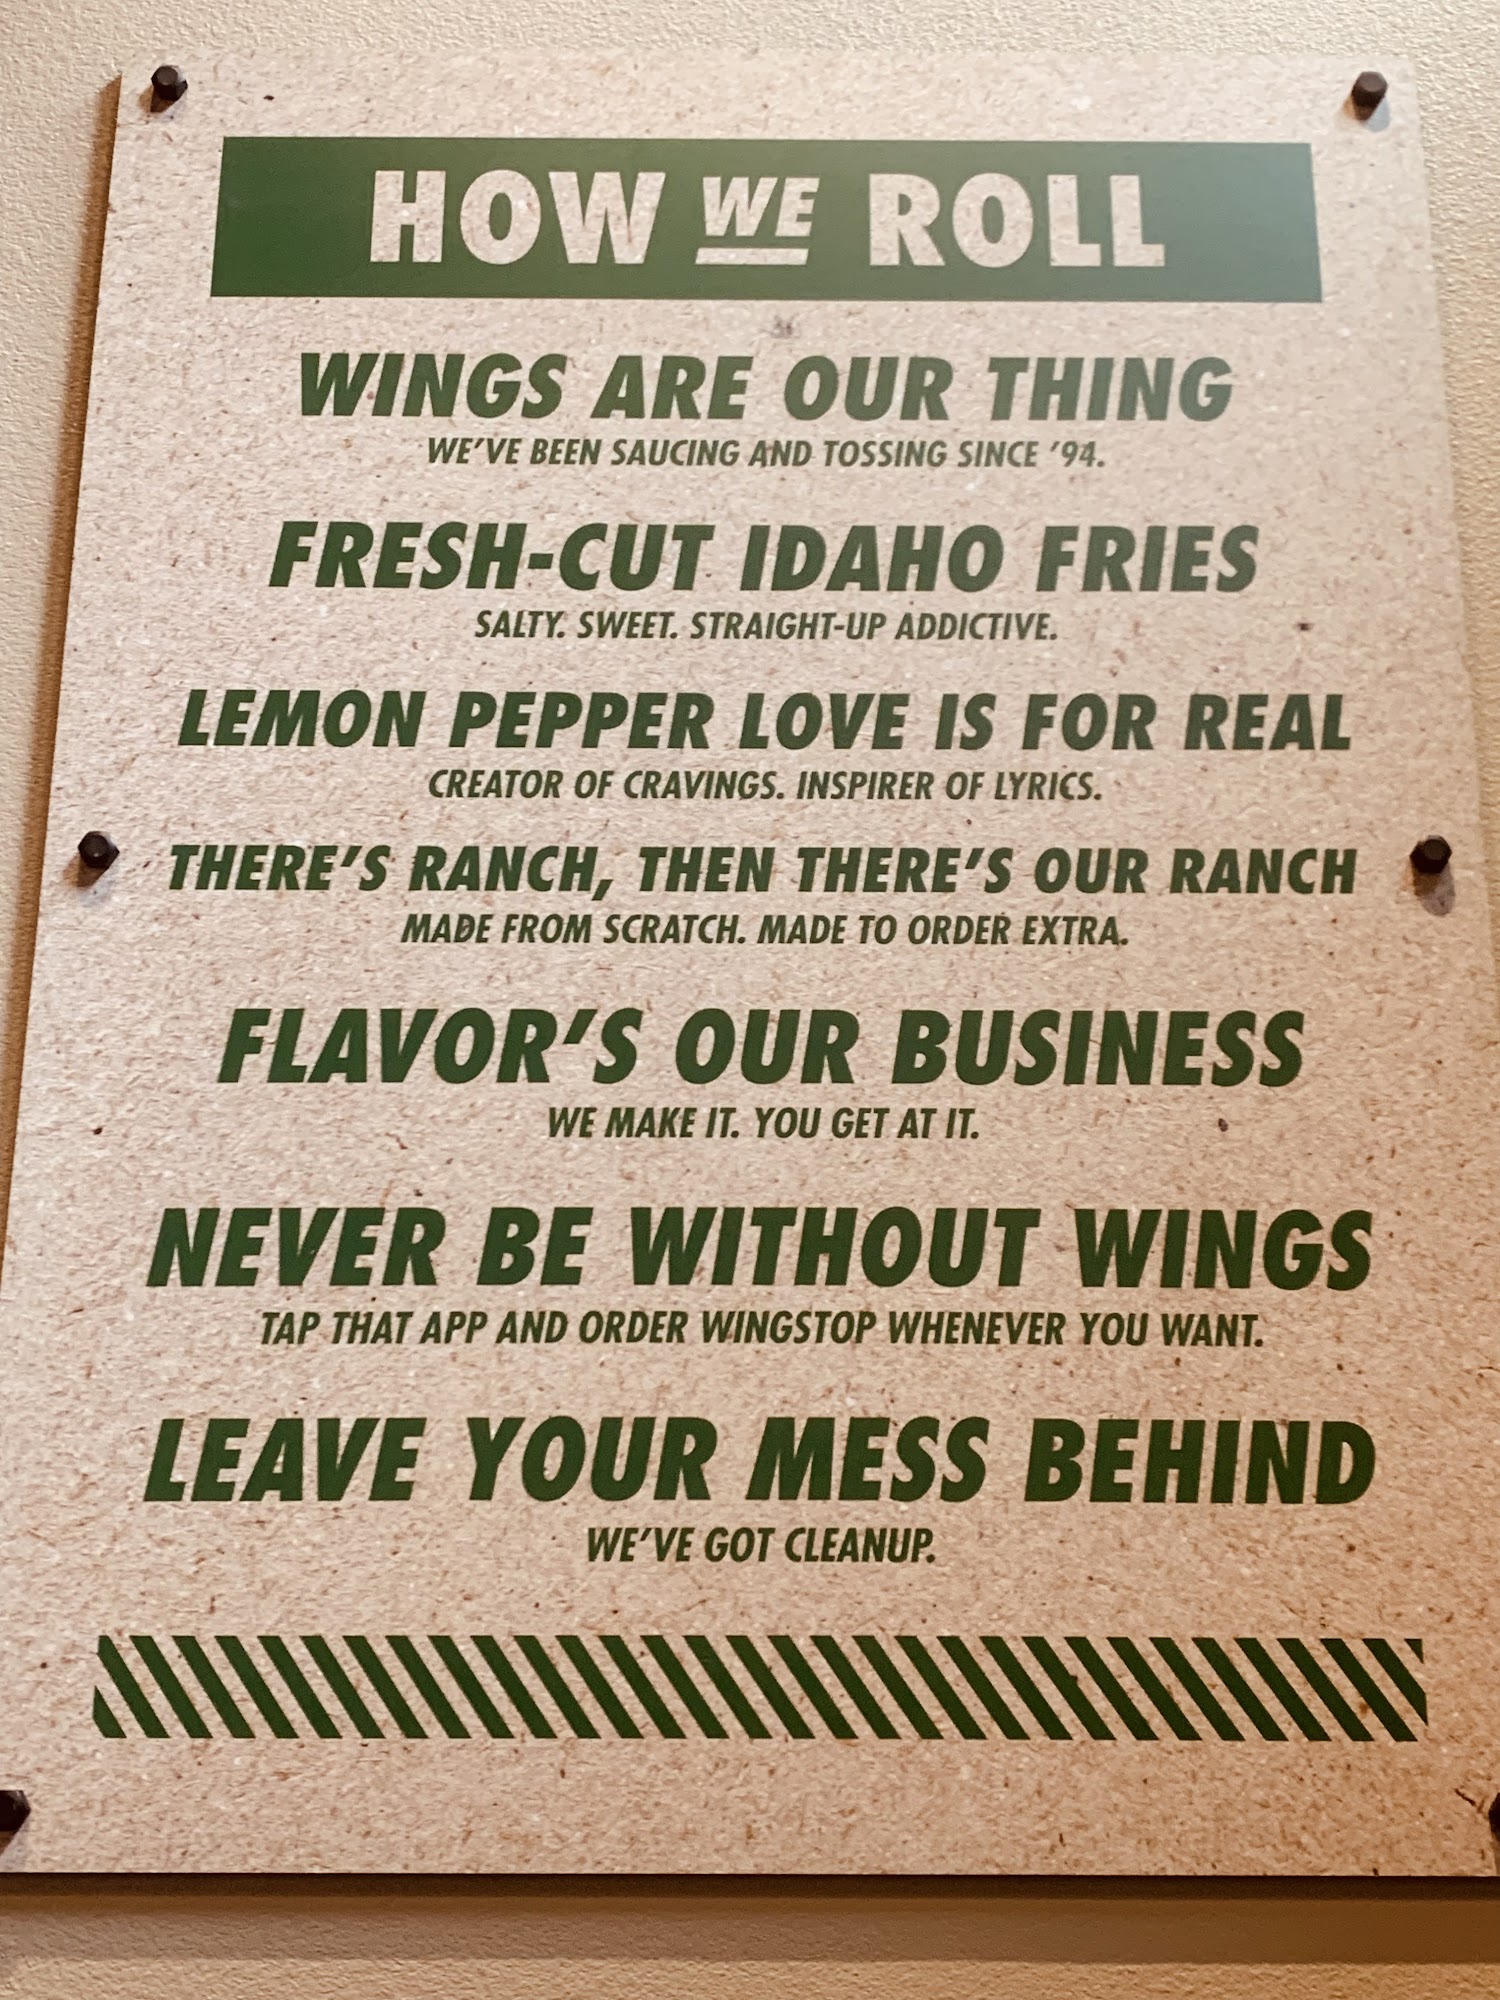 HOW WE ROLL
WINGS ARE OUR THING
WE'VE BEEN SAUCING AND TOSSING SINCE '94.
FRESH-CUT IDAHO FRIES
SALTY. SWEET. STRAIGHT-UP ADDICTIVE.
LEMON PEPPER LOVE IS FOR REAL
CREATOR OF CRAVINGS. INSPIRER OF LYRICS.
THERE'S RANCH, THEN THERE'S OUR RANCH
MADE FROM SCRATCH. MADE TO ORDER EXTRA.
FLAVOR'S OUR BUSINESS
WE MAKE IT. YOU GET AT IT.
NEVER BE WITHOUT WINGS
TAP THAT APP AND ORDER WINGSTOP WHENEVER YOU WANT.
LEAVE YOUR MESS BEHIND
WE'VE GOT CLEANUP.